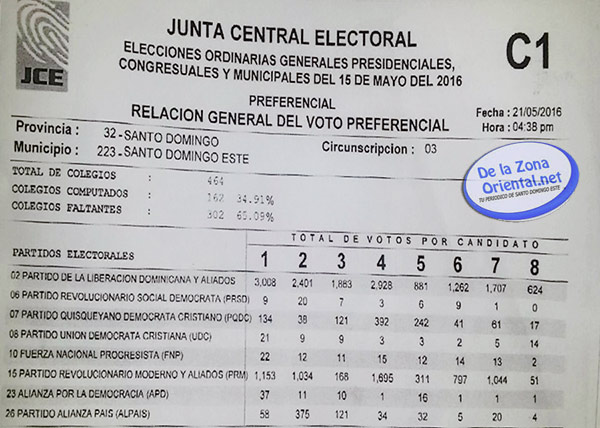 JCE
JUNTA CENTRAL ELECTORAL
ELECCIONES ORDINARIAS GENERALES PRESIDENCIALES,
CONGRESUALES Y MUNICIPALES DEL 15 DE MAYO DEL 2016
C1
PREFERENCIAL
RELACION GENERAL DEL VOTO PREFERENCIAL
Fecha : 21/05/2016
Hora : 04:38 pm
Provincia : 32-SANTO DOMINGO
Municipio : 223-SANTO DOMINGO ESTE Circunscripcion : 03
De la Zona
Oriental.net
TU PERIODICO DE SANTO DOMINGO ESTE
TOTAL DE COLEGIOS : 464
COLEGIOS COMPUTADOS : 162 34.91%
COLEGIOS FALTANTES : 302 65.09%
TOTAL DE VOTOS POR CANDIDATO
PARTIDOS ELECTORALES 1 2 3 4 5 6 7 8
02 PARTIDO DE LA LIBERACION DOMINICANA Y ALIADOS 3,008 2,401 1,883 2,928 881 1,262 1,707 624
06 PARTIDO REVOLUCIONARIO SOCIAL DEMOCRATA (PRSD) 9 20 7 3 6 9 1 0
07 PARTIDO QUISQUEYANO DEMOCRATA CRISTIANO (PQDC) 134 38 121 392 242 41 61 17
08 PARTIDO UNION DEMOCRATA CRISTIANA (UDC) 21 9 9 3 3 2 5 14
10 FUERZA NACIONAL PROGRESISTA (FNP) 22 12 11 15 12 14 13 2
15 PARTIDO REVOLUCIONARIO MODERNO Y ALIADOS (PRM) 1,153 1,034 168 1,695 311 797 1,044 51
23 ALIANZA POR LA DEMOCRACIA (APD) 37 11 10 1 16 1 1 1
26 PARTIDO ALIANZA PAIS (ALPAIS) 58 375 121 34 32 5 20 4